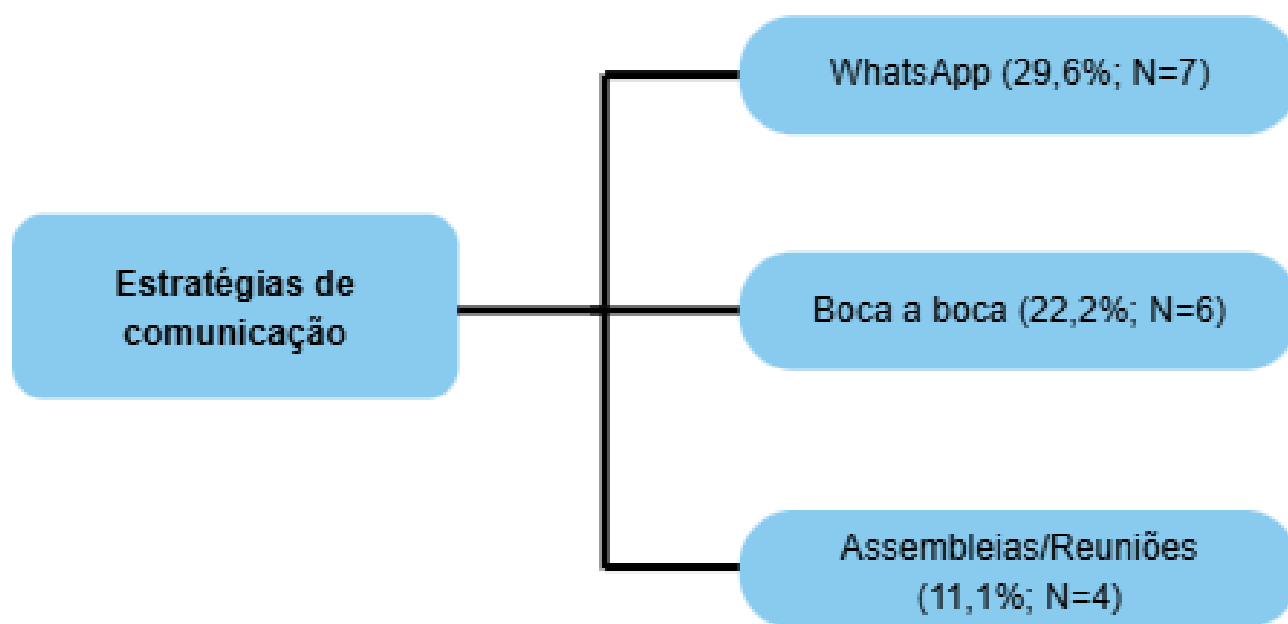 WhatsApp (29,6%; N=7)
Estratégias de
comunicação
Boca a boca (22,2%; N=6)
Assembleias/Reuniões
(11,1%; N=4)